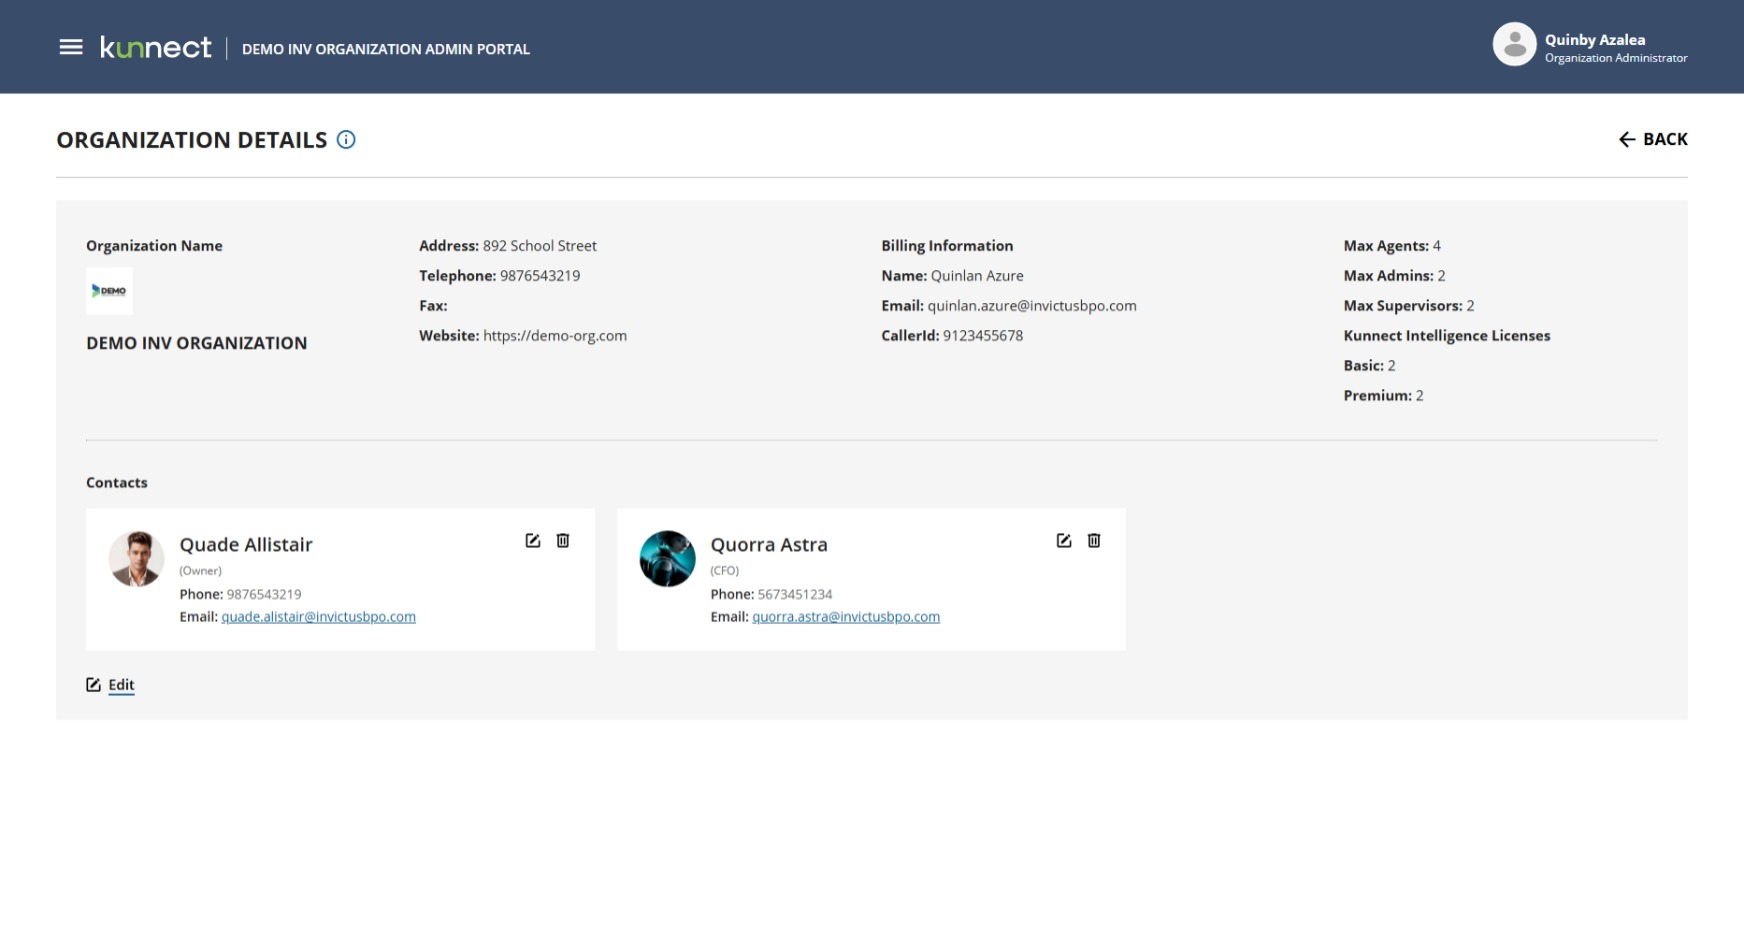 kunnect
DEMO INV ORGANIZATION ADMIN PORTAL
Quinby Azalea
Organization Administrator
ORGANIZATION DETAILS
BACK
Organization Name
DEMO
DEMO INV ORGANIZATION
Address: 892 School Street
Telephone: 9876543219
Fax:
Website: https://demo-org.com
Billing Information
Name: Quinlan Azure
Email: quinlan.azure@invictusbpo.com
CallerId: 9123455678
Max Agents: 4
Max Admins: 2
Max Supervisors: 2
Kunnect Intelligence Licenses
Basic: 2
Premium: 2
Contacts
Quade Allistair
(Owner)
Phone: 9876543219
Email: quade.alistair@invictusbpo.com
Quorra Astra
(CFO)
Phone: 5673451234
Email: quorra.astra@invictusbpo.com
Edit